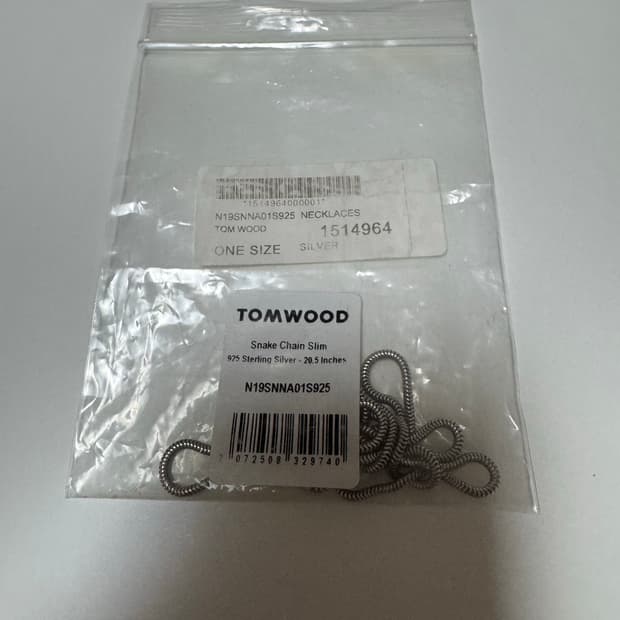 *1514964000001*
N19SNNA01S925 NECKLACES
TOM WOOD 1514964
ONE SIZE SILVER
TOMWOOD
Snake Chain Slim
925 Sterling Silver - 20.5 Inches
N19SNNA01S925
7 072508 329740